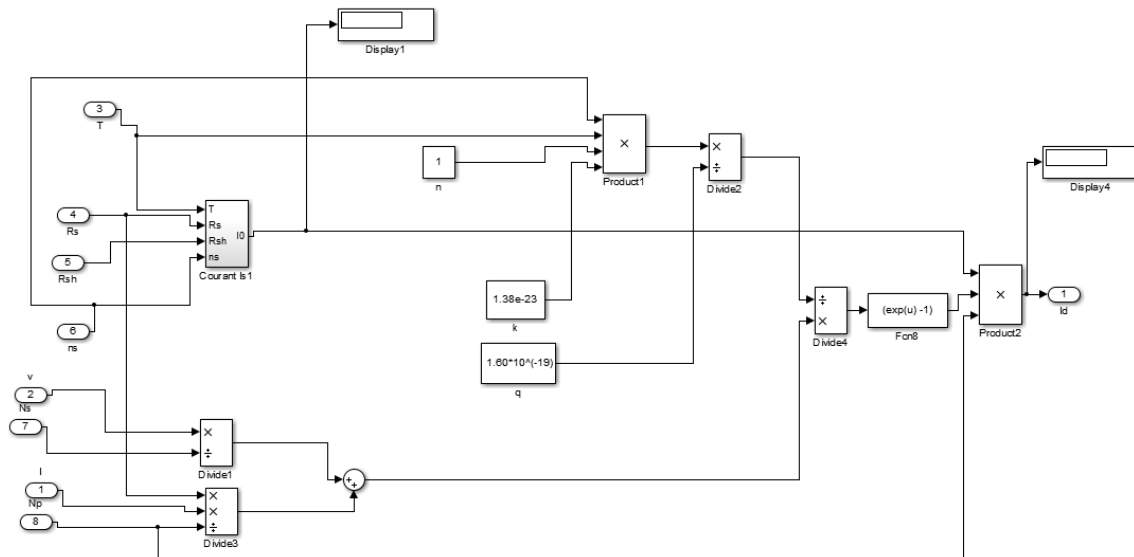 Display1
3
T
1
n
×
Product1
×
÷
Divide2
Display4
4
Rs
5
Rsh
6
ns
T
Rs
Rsh
ns
I0
Courant Is1
1.38e-23
k
1.60*10^(-19)
q
÷
×
Divide4
(exp(u) -1)
Fcn8
×
Product2
1
Id
v
2
Ns
7
×
÷
Divide1
I
1
Np
8
×
×
÷
Divide3
+
+